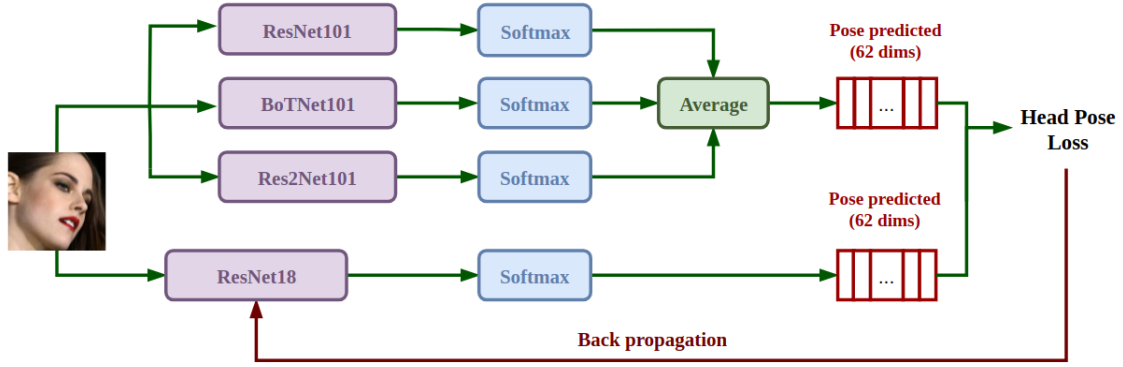 ResNet101
Softmax
Pose predicted
(62 dims)
BoTNet101
Softmax
Average
...
Head Pose
Loss
Res2Net101
Softmax
Pose predicted
(62 dims)
ResNet18
Softmax
...
Back propagation